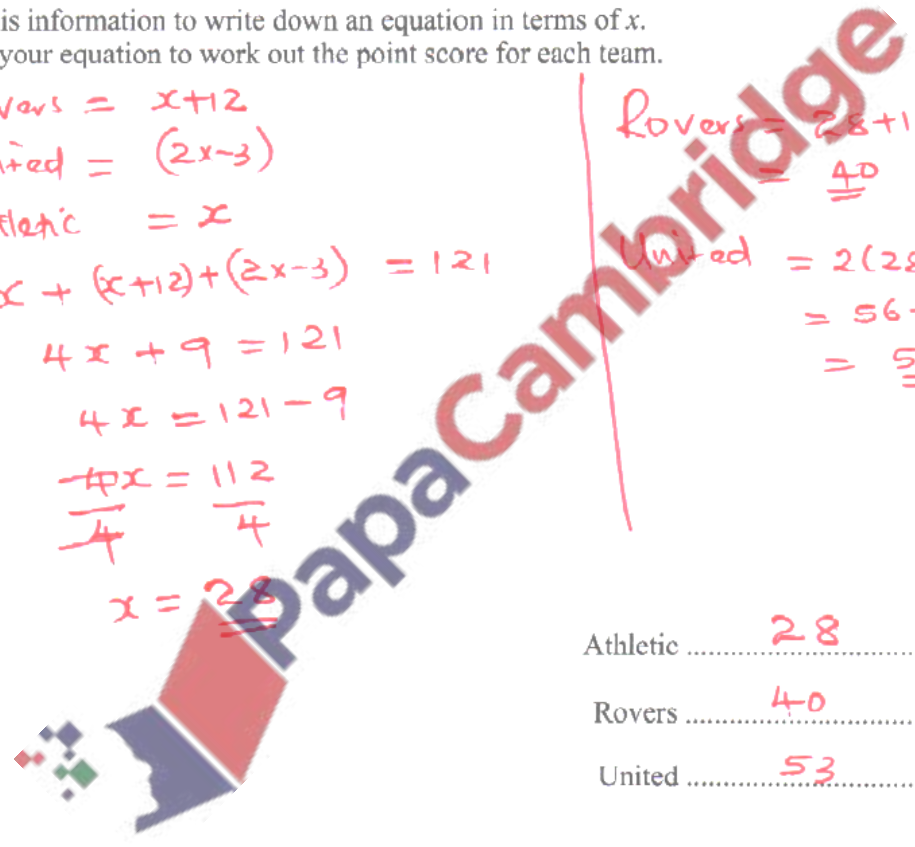 is information to write down an equation in terms of x.
your equation to work out the point score for each team.
vers = x+12
ited = (2x-3)
tletic = x
x + (x+12)+(2x-3) = 121
4x + 9 = 121
4x = 121 - 9
4x = 112
4 4
x = 28
Rovers = 28+1
= 40
United = 2(28
= 56-
= 5
PapaCambridge
Athletic .................. 28
Rovers .................. 40
United .................. 53